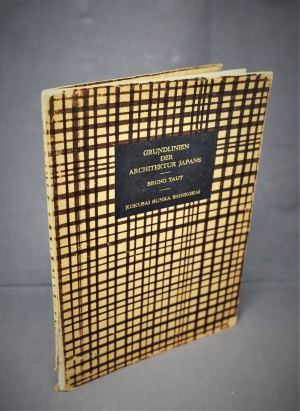 GRUNDLINIEN
DER
ARCHITEKTUR JAPANS
BRUNO TAUT
KOKUSAI BUNKA SHINKOKAI